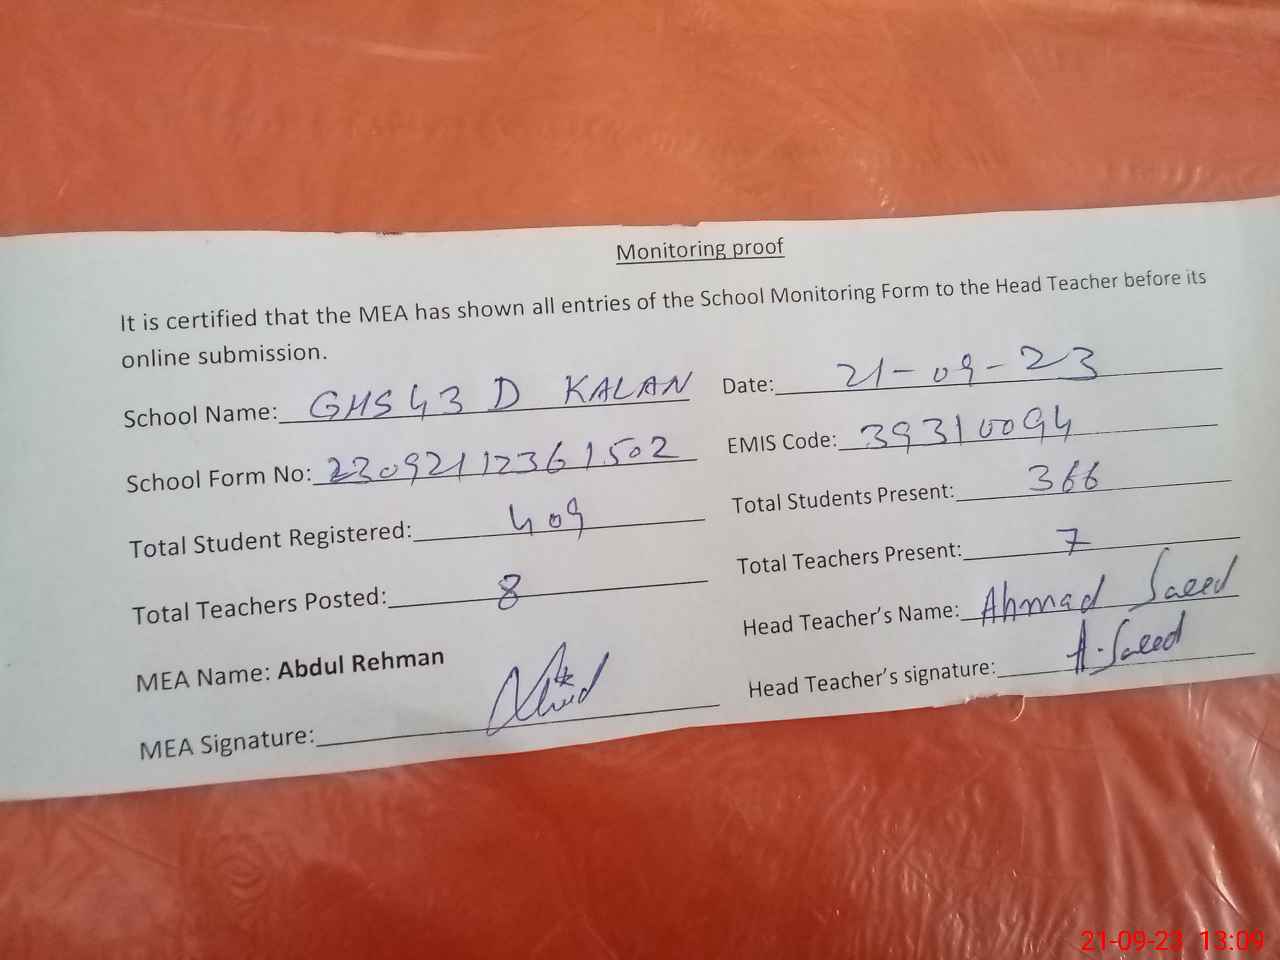 Monitoring proof
It is certified that the MEA has shown all entries of the School Monitoring Form to the Head Teacher before its
online submission.
School Name: GHS 43 D KALAN Date: 21-09-23
School Form No: 23092112361502 EMIS Code: 39310094
Total Student Registered: 409 Total Students Present: 366
Total Teachers Posted: 8 Total Teachers Present: 7
MEA Name: Abdul Rehman Head Teacher's Name: Ahmad Saeed
MEA Signature: Head Teacher's signature: A.Saeed
21-09-23 13:09